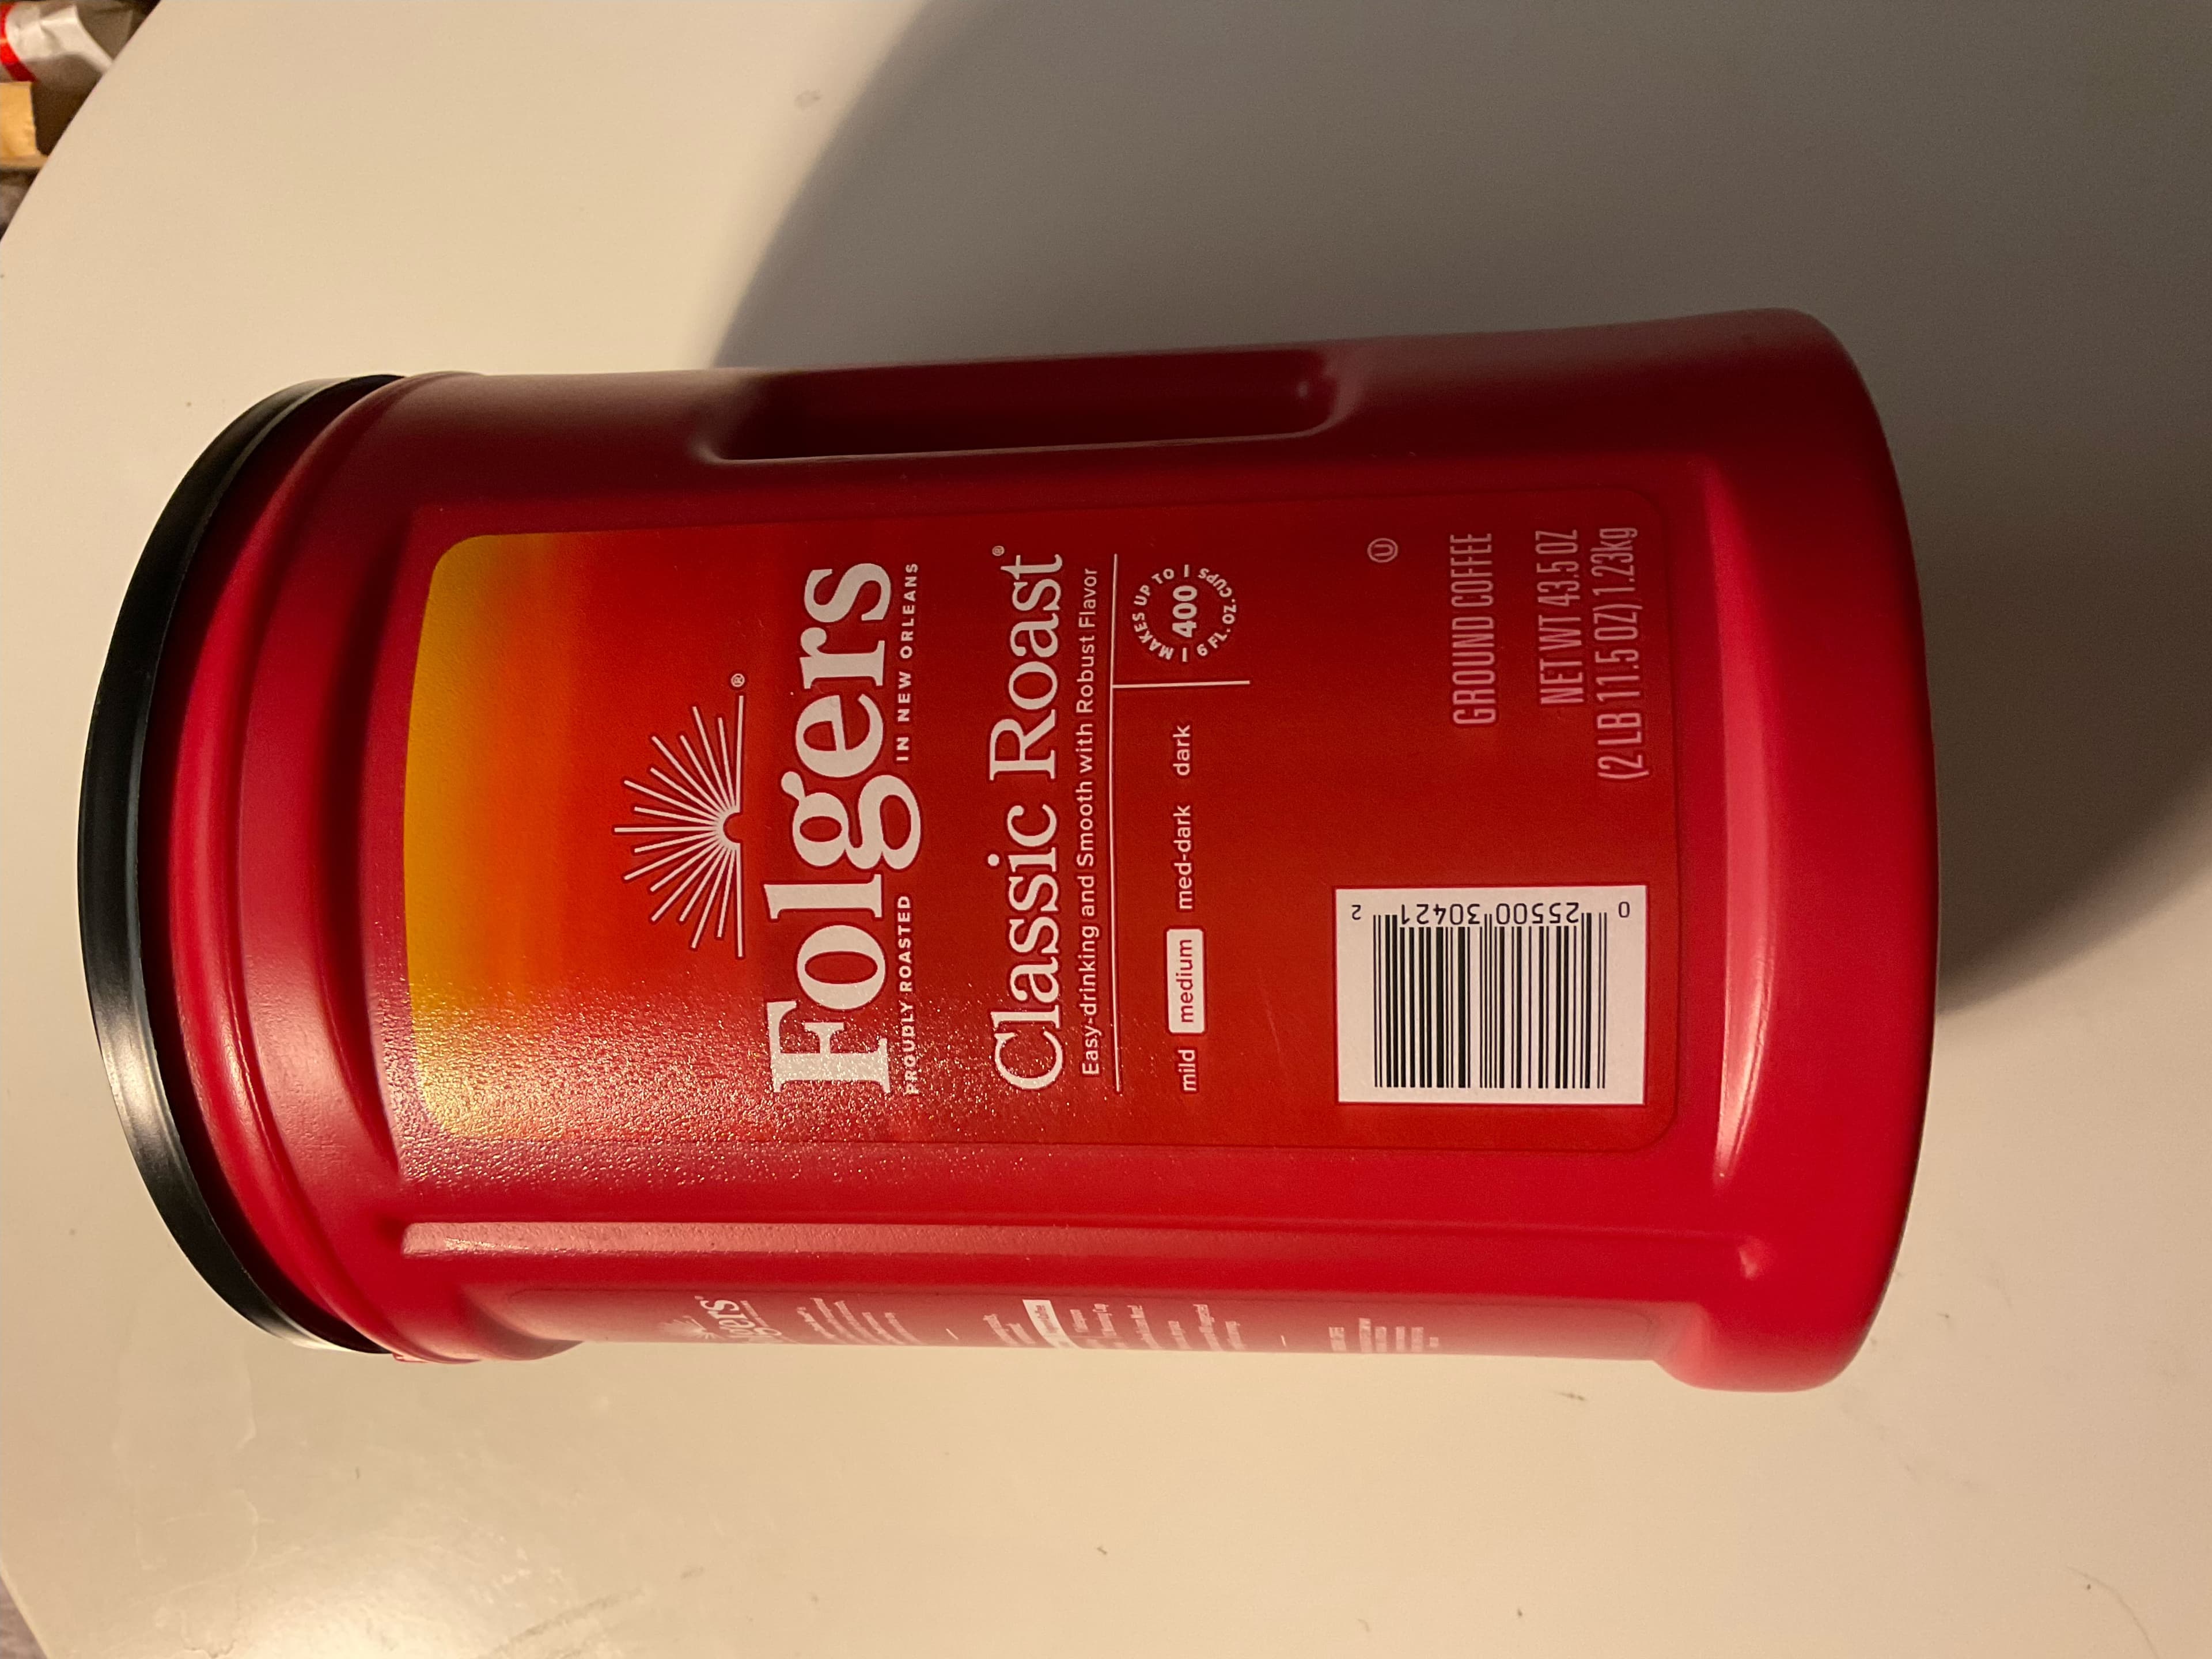 ®
Folgers
PROUDLY ROASTED IN NEW ORLEANS
Classic Roast®
Easy-drinking and Smooth with Robust Flavor
mild medium med-dark dark
MAKES UP TO
400
6 FL. OZ. CUPS
U
GROUND COFFEE
NET WT 43.5 OZ
(2 LB 11.5 OZ) 1.23kg
0 25500 30421 2